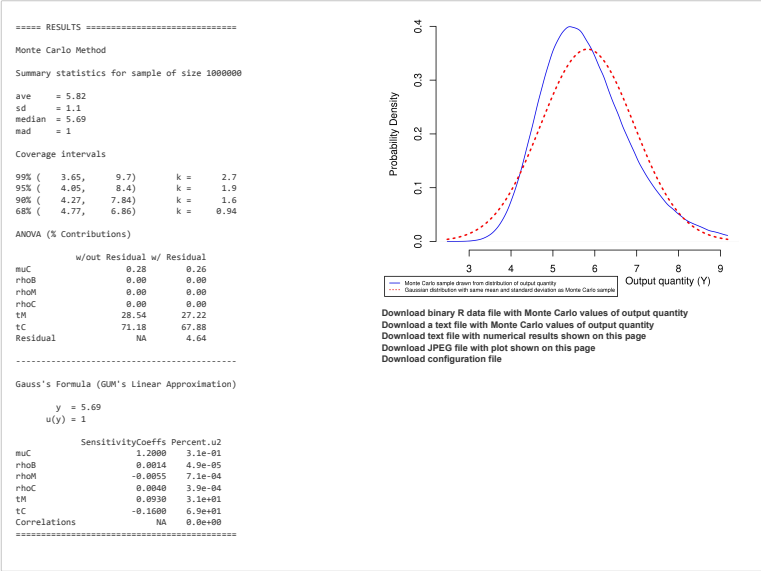 ===== RESULTS ==============================
Monte Carlo Method
Summary statistics for sample of size 1000000
ave = 5.82
sd = 1.1
median = 5.69
mad = 1
Coverage intervals
99% ( 3.65, 9.7) k = 2.7
95% ( 4.05, 8.4) k = 1.9
90% ( 4.27, 7.84) k = 1.6
68% ( 4.77, 6.86) k = 0.94
ANOVA (% Contributions)
w/out Residual w/ Residual
muC 0.28 0.26
rhoB 0.00 0.00
rhoM 0.00 0.00
rhoC 0.00 0.00
tM 28.54 27.22
tC 71.18 67.88
Residual NA 4.64
--------------------------------------------
Gauss's Formula (GUM's Linear Approximation)
y = 5.69
u(y) = 1
SensitivityCoeffs Percent.u2
muC 1.2000 3.1e-01
rhoB 0.0014 4.9e-05
rhoM -0.0055 7.1e-04
rhoC 0.0040 3.9e-04
tM 0.0930 3.1e+01
tC -0.1600 6.9e+01
Correlations NA 0.0e+00
============================================
Probability Density
0.4
0.3
0.2
0.1
0.0
3 4 5 6 7 8 9
Output quantity (Y)
Monte Carlo sample drawn from distribution of output quantity
Gaussian distribution with same mean and standard deviation as Monte Carlo sample
Download binary R data file with Monte Carlo values of output quantity
Download a text file with Monte Carlo values of output quantity
Download text file with numerical results shown on this page
Download JPEG file with plot shown on this page
Download configuration file